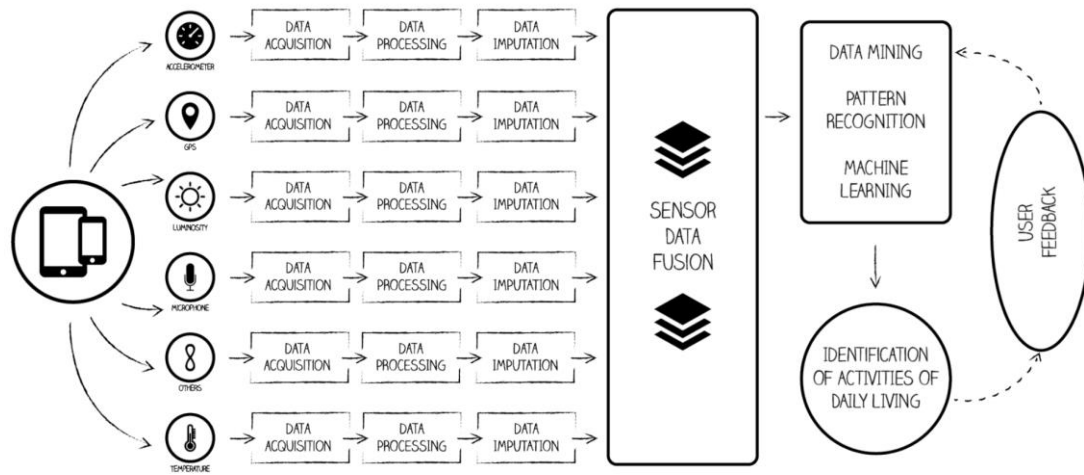 ACCELEROMETER
DATA
ACQUISITION
DATA
PROCESSING
DATA
IMPUTATION
GPS
DATA
ACQUISITION
DATA
PROCESSING
DATA
IMPUTATION
LUMINOSITY
DATA
ACQUISITION
DATA
PROCESSING
DATA
IMPUTATION
MICROPHONE
DATA
ACQUISITION
DATA
PROCESSING
DATA
IMPUTATION
OTHERS
DATA
ACQUISITION
DATA
PROCESSING
DATA
IMPUTATION
TEMPERATURE
DATA
ACQUISITION
DATA
PROCESSING
DATA
IMPUTATION
SENSOR
DATA
FUSION
DATA MINING
PATTERN
RECOGNITION
MACHINE
LEARNING
IDENTIFICATION
OF ACTIVITIES OF
DAILY LIVING
USER
FEEDBACK